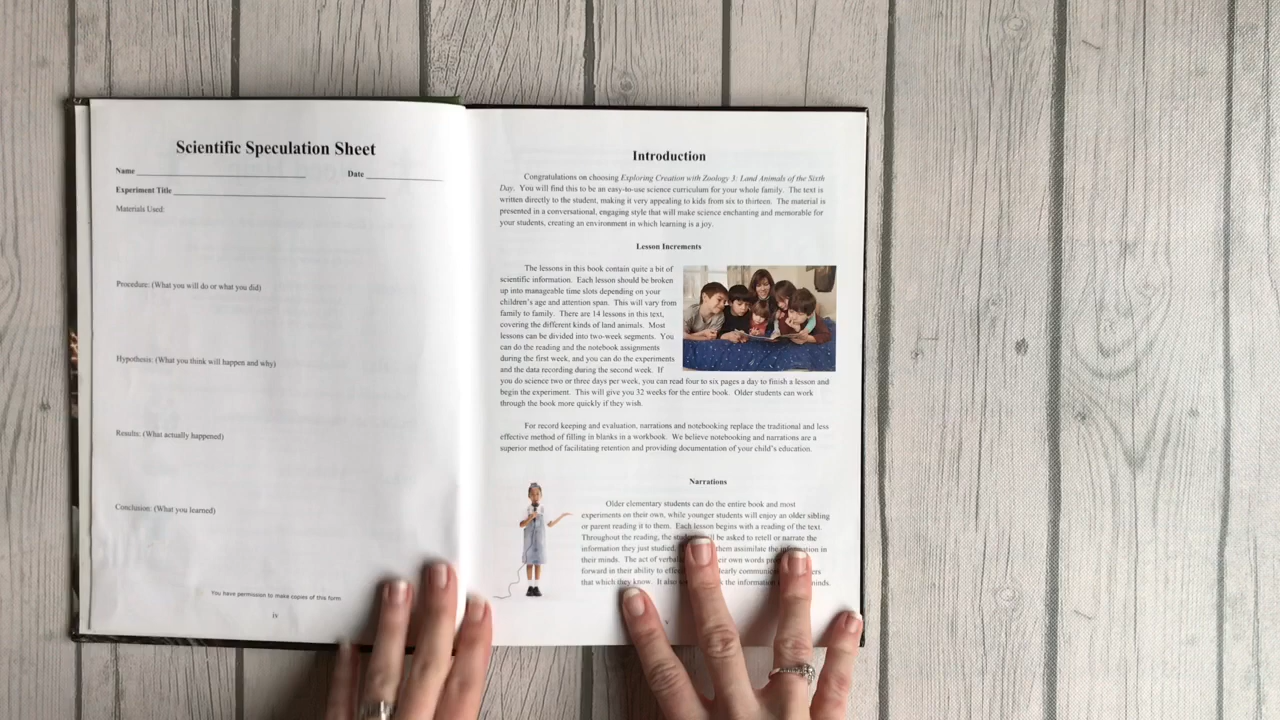 Scientific Speculation Sheet
Name Date
Experiment Title
Materials Used:
Procedure: (What you will do or what you did)
Hypothesis: (What you think will happen and why)
Results: (What actually happened)
Conclusion: (What you learned)
You have permission to make copies of this form
iv
Introduction
Congratulations on choosing Exploring Creation with Zoology 3: Land Animals of the Sixth
Day. You will find this to be an easy-to-use science curriculum for your whole family. The text is
written directly to the student, making it very appealing to kids from six to thirteen. The material is
presented in a conversational, engaging style that will make science enchanting and memorable for
your students, creating an environment in which learning is a joy.
Lesson Increments
The lessons in this book contain quite a bit of
scientific information. Each lesson should be broken
up into manageable time slots depending on your
children's age and attention span. This will vary from
family to family. There are 14 lessons in this text,
covering the different kinds of land animals. Most
lessons can be divided into two-week segments. You
can do the reading and the notebook assignments
during the first week, and you can do the experiments
and the data recording during the second week. If
you do science two or three days per week, you can read four to six pages a day to finish a lesson and
begin the experiment. This will give you 32 weeks for the entire book. Older students can work
through the book more quickly if they wish.
For record keeping and evaluation, narrations and notebooking replace the traditional and less
effective method of filling in blanks in a workbook. We believe notebooking and narrations are a
superior method of facilitating retention and providing documentation of your child's education.
Narrations
Older elementary students can do the entire book and most
experiments on their own, while younger students will enjoy an older sibling
or parent reading it to them. Each lesson begins with a reading of the text.
Throughout the reading, the be asked to retell or narrate the
information they just studied. them assimilate the information in
their minds. The act of own words
forward in their ability to
that which they know. It also the information minds.
v